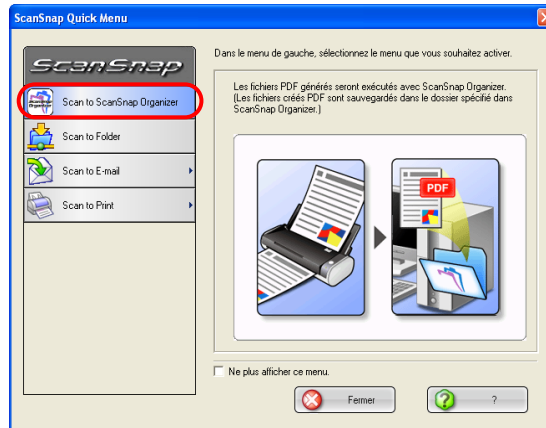 ScanSnap Quick Menu
ScanSnap
Scan to ScanSnap Organizer
Scan to Folder
Scan to E-mail
Scan to Print
Dans le menu de gauche, sélectionnez le menu que vous souhaitez activer.
Les fichiers PDF générés seront exécutés avec ScanSnap Organizer.
(Les fichiers créés PDF sont sauvegardés dans le dossier spécifié dans
ScanSnap Organizer.)
PDF
Ne plus afficher ce menu.
Fermer
?